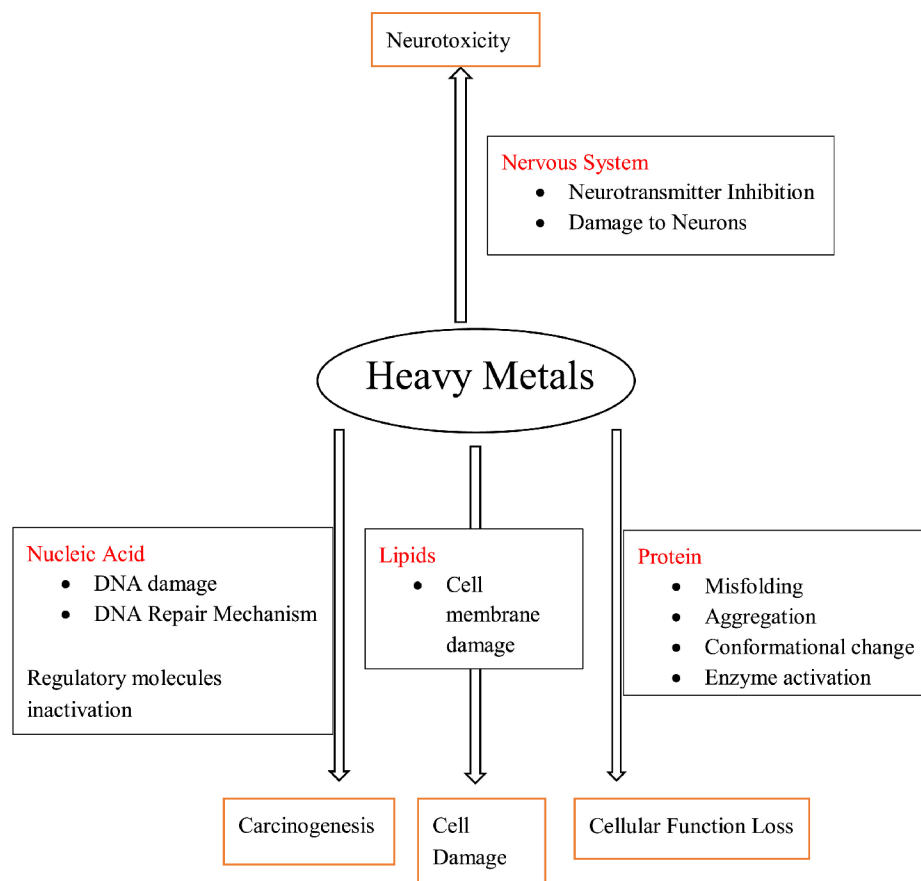 Neurotoxicity
Nervous System
• Neurotransmitter Inhibition
• Damage to Neurons
Heavy Metals
Nucleic Acid
• DNA damage
• DNA Repair Mechanism
Regulatory molecules
inactivation
Lipids
• Cell
membrane
damage
Protein
• Misfolding
• Aggregation
• Conformational change
• Enzyme activation
Carcinogenesis
Cell
Damage
Cellular Function Loss